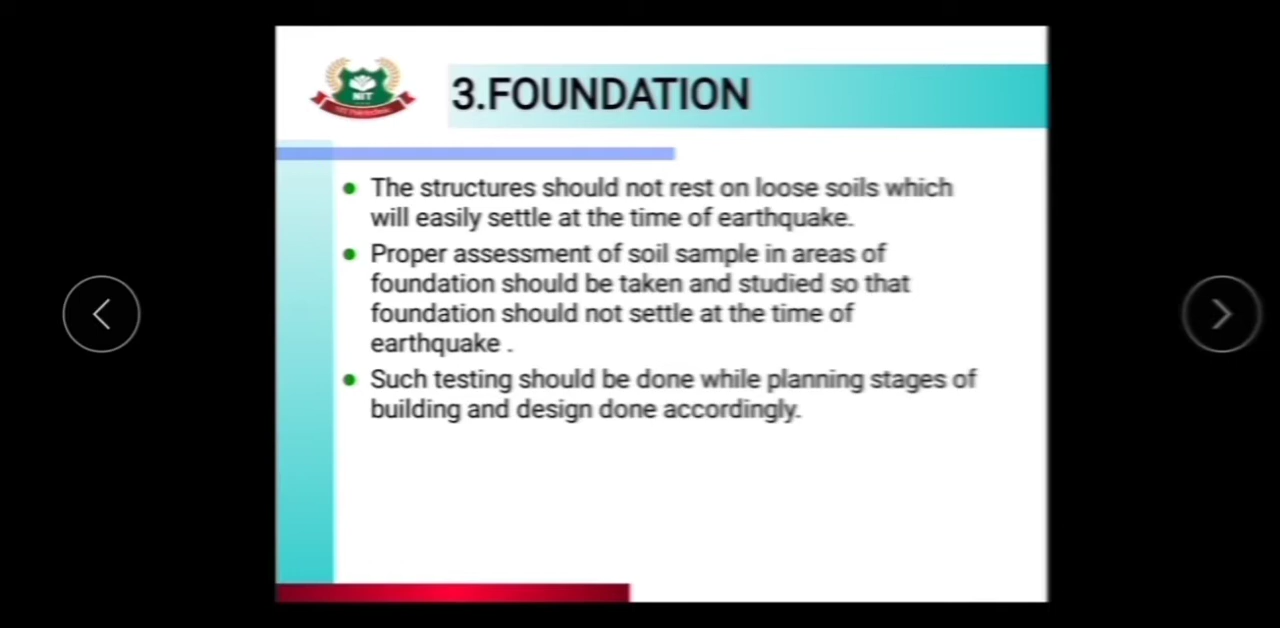 NIT
3.FOUNDATION
The structures should not rest on loose soils which
will easily settle at the time of earthquake.
Proper assessment of soil sample in areas of
foundation should be taken and studied so that
foundation should not settle at the time of
earthquake .
Such testing should be done while planning stages of
building and design done accordingly.